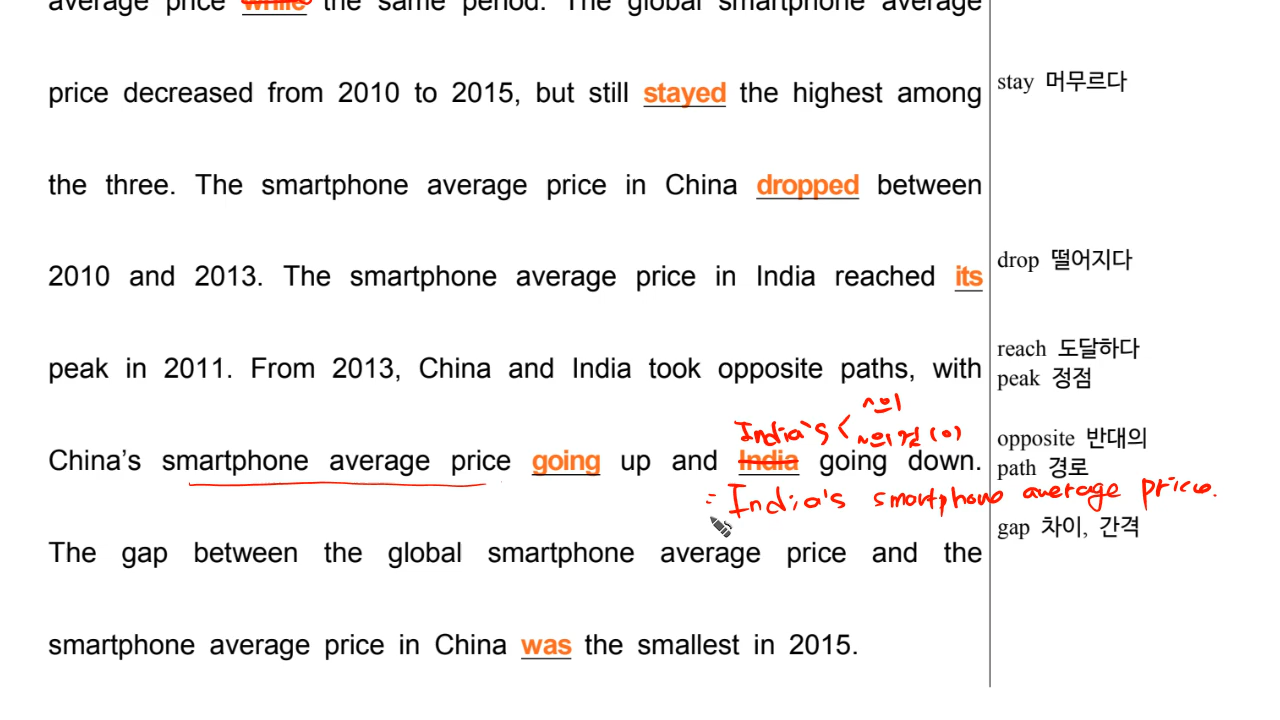 average price while the same period. The global smartphone average
price decreased from 2010 to 2015, but still stayed the highest among
stay 머무르다
the three. The smartphone average price in China dropped between
2010 and 2013. The smartphone average price in India reached its
drop 떨어지다
peak in 2011. From 2013, China and India took opposite paths, with
reach 도달하다
peak 정점
~의
India's < ~의 것 (o)
China’s smartphone average price going up and India going down.
opposite 반대의
path 경로
= India's smartphone average price.
The gap between the global smartphone average price and the
gap 차이, 간격
smartphone average price in China was the smallest in 2015.